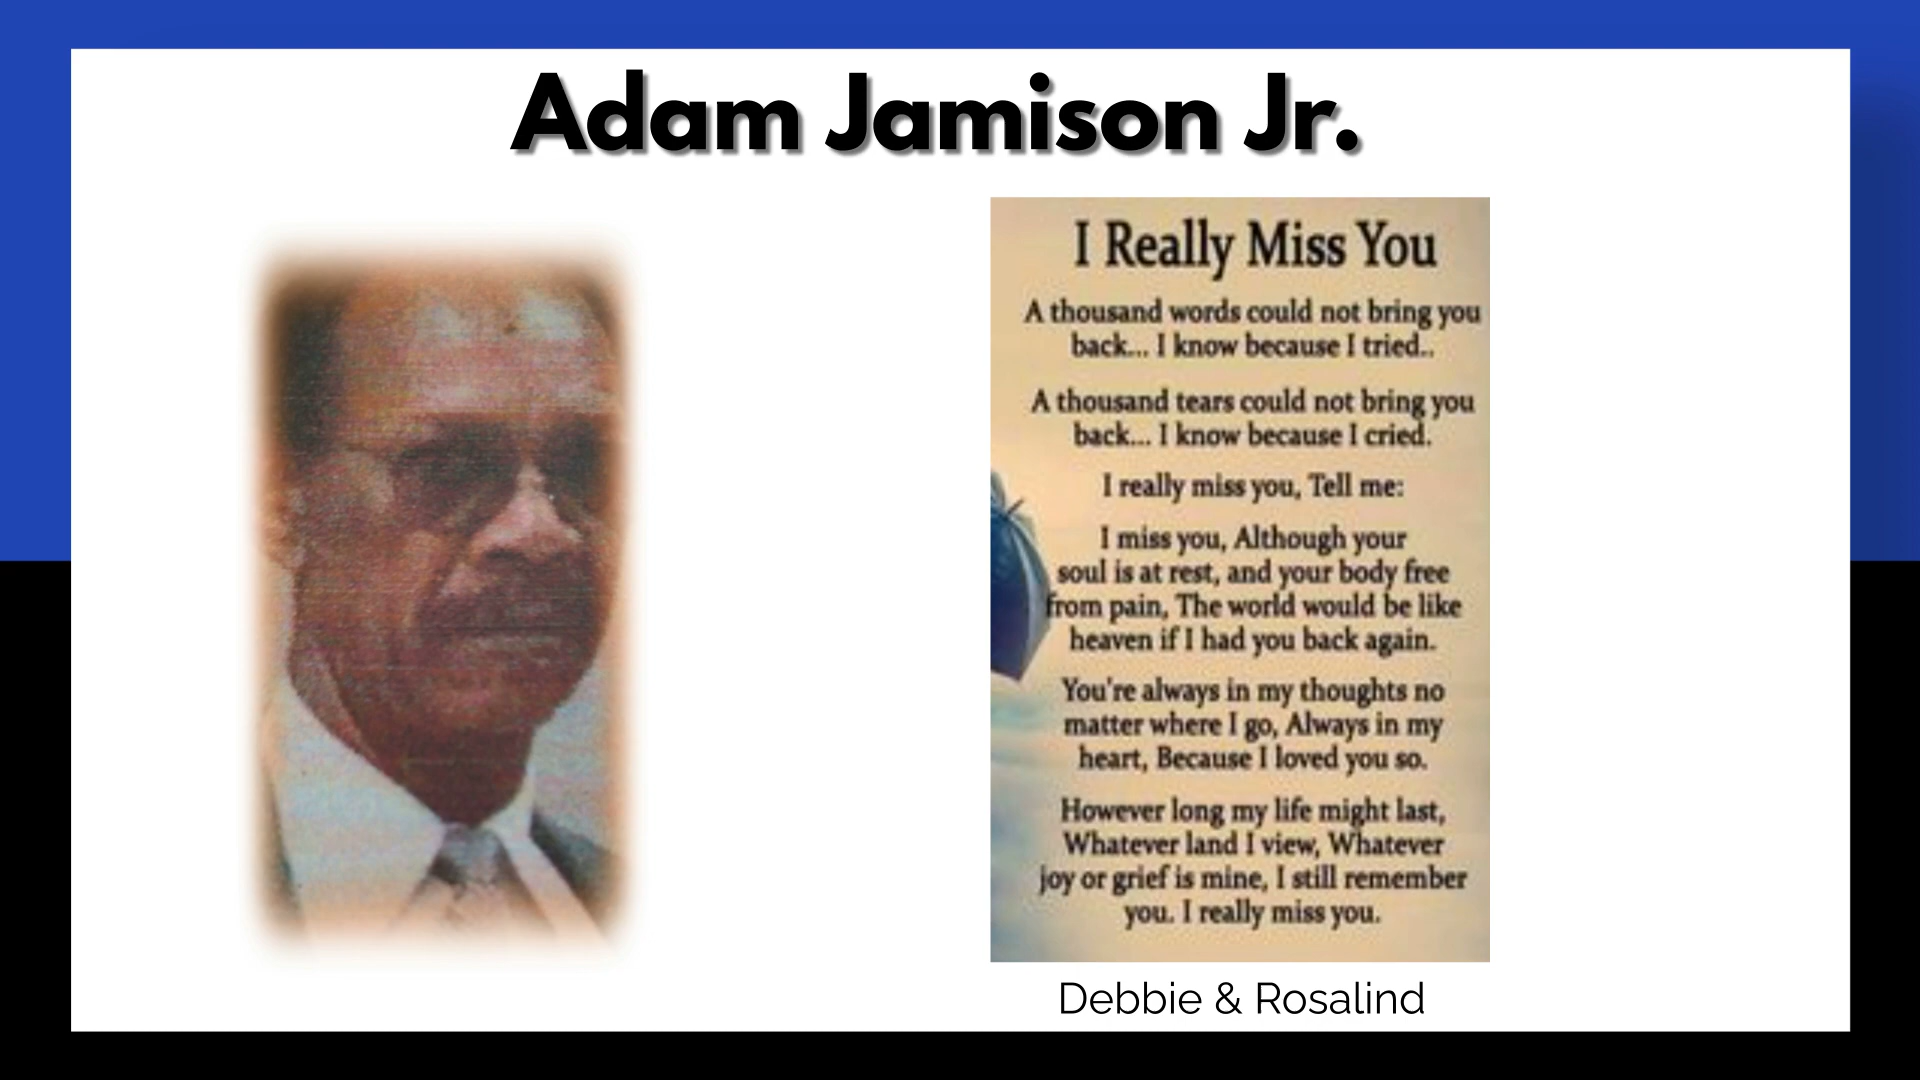 Adam Jamison Jr.
I Really Miss You
A thousand words could not bring you
back... I know because I tried..
A thousand tears could not bring you
back... I know because I cried.
I really miss you, Tell me:
I miss you, Although your
soul is at rest, and your body free
from pain, The world would be like
heaven if I had you back again.
You're always in my thoughts no
matter where I go, Always in my
heart, Because I loved you so.
However long my life might last,
Whatever land I view, Whatever
joy or grief is mine, I still remember
you. I really miss you.
Debbie & Rosalind